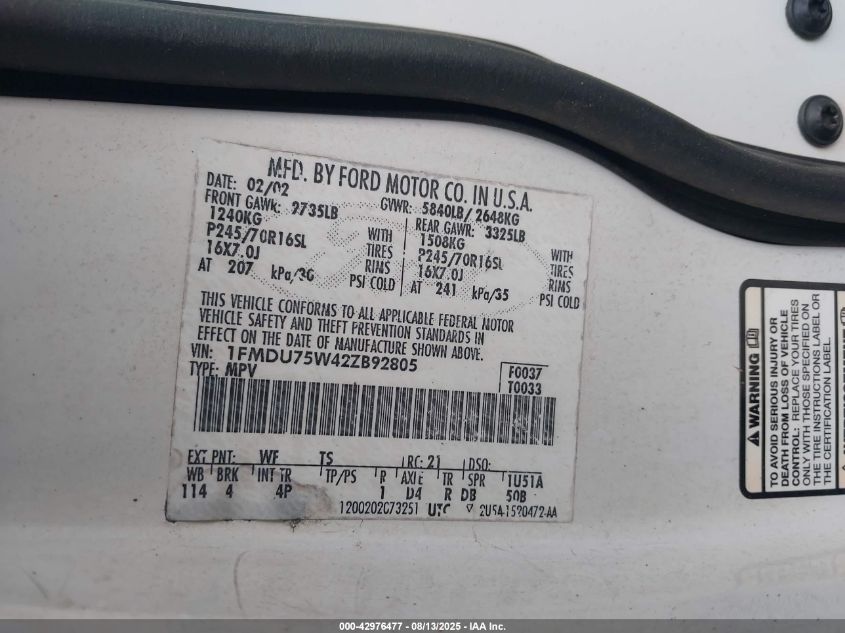 MFD. BY FORD MOTOR CO. IN U.S.A.
DATE: 02/02 GVWR: 5840LB/ 2648KG
FRONT GAWR: 2735LB REAR GAWR: 3325LB
1240KG WITH 1508KG WITH
P245/70R16SL TIRES P245/70R16SL TIRES
16X7.0J RIMS 16X7.0J RIMS
AT 207 kPa/30 PSI COLD AT 241 kPa/35 PSI COLD
THIS VEHICLE CONFORMS TO ALL APPLICABLE FEDERAL MOTOR
VEHICLE SAFETY AND THEFT PREVENTION STANDARDS IN
EFFECT ON THE DATE OF MANUFACTURE SHOWN ABOVE.
VIN: 1FMDU75W42ZB92805 F0037
TYPE: MPV T0033
EXT PNT: WF TS RC: 21 DSO:
WB BRK INT TR TP/PS R AXLE TR SPR 1U51A
114 4 4P 1 D4 R DB 50B
1200202073251 UTC 2U54-1520472-AA
WARNING
TO AVOID SERIOUS INJURY OR
DEATH FROM LOSS OF
CONTROL: REPLACE YOUR TIRES
ONLY WITH THOSE SPECIFIED ON
THE TIRE INSTRUCTIONS LABEL OR
THE CERTIFICATION LABEL
000-42976477 - 08/13/2025 - IAA Inc.